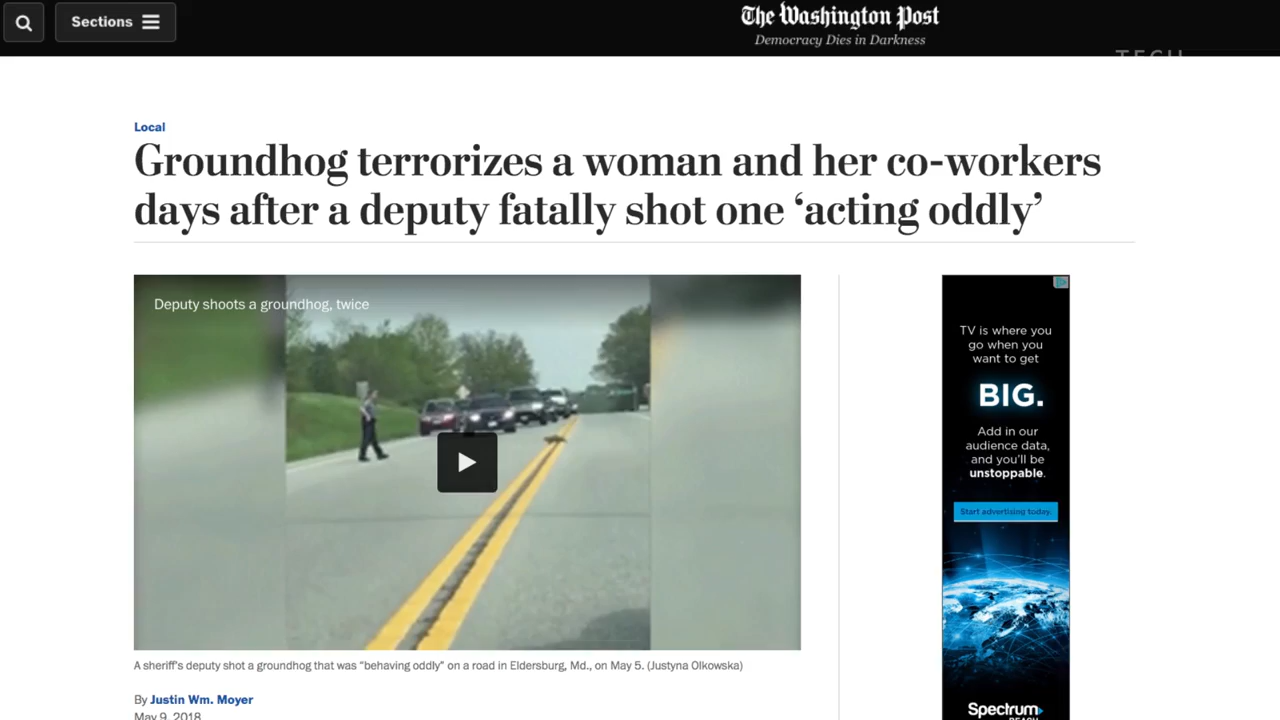 Sections
The Washington Post
Democracy Dies in Darkness
TECH
Local
Groundhog terrorizes a woman and her co-workers
days after a deputy fatally shot one ‘acting oddly’
Deputy shoots a groundhog, twice
A sheriff's deputy shot a groundhog that was "behaving oddly" on a road in Eldersburg, Md., on May 5. (Justyna Olkowska)
By Justin Wm. Moyer
May 9, 2018
TV is where you
go when you
want to get
BIG.
Add in our
audience data,
and you'll be
unstoppable.
Start advertising today.
Spectrum
REACH